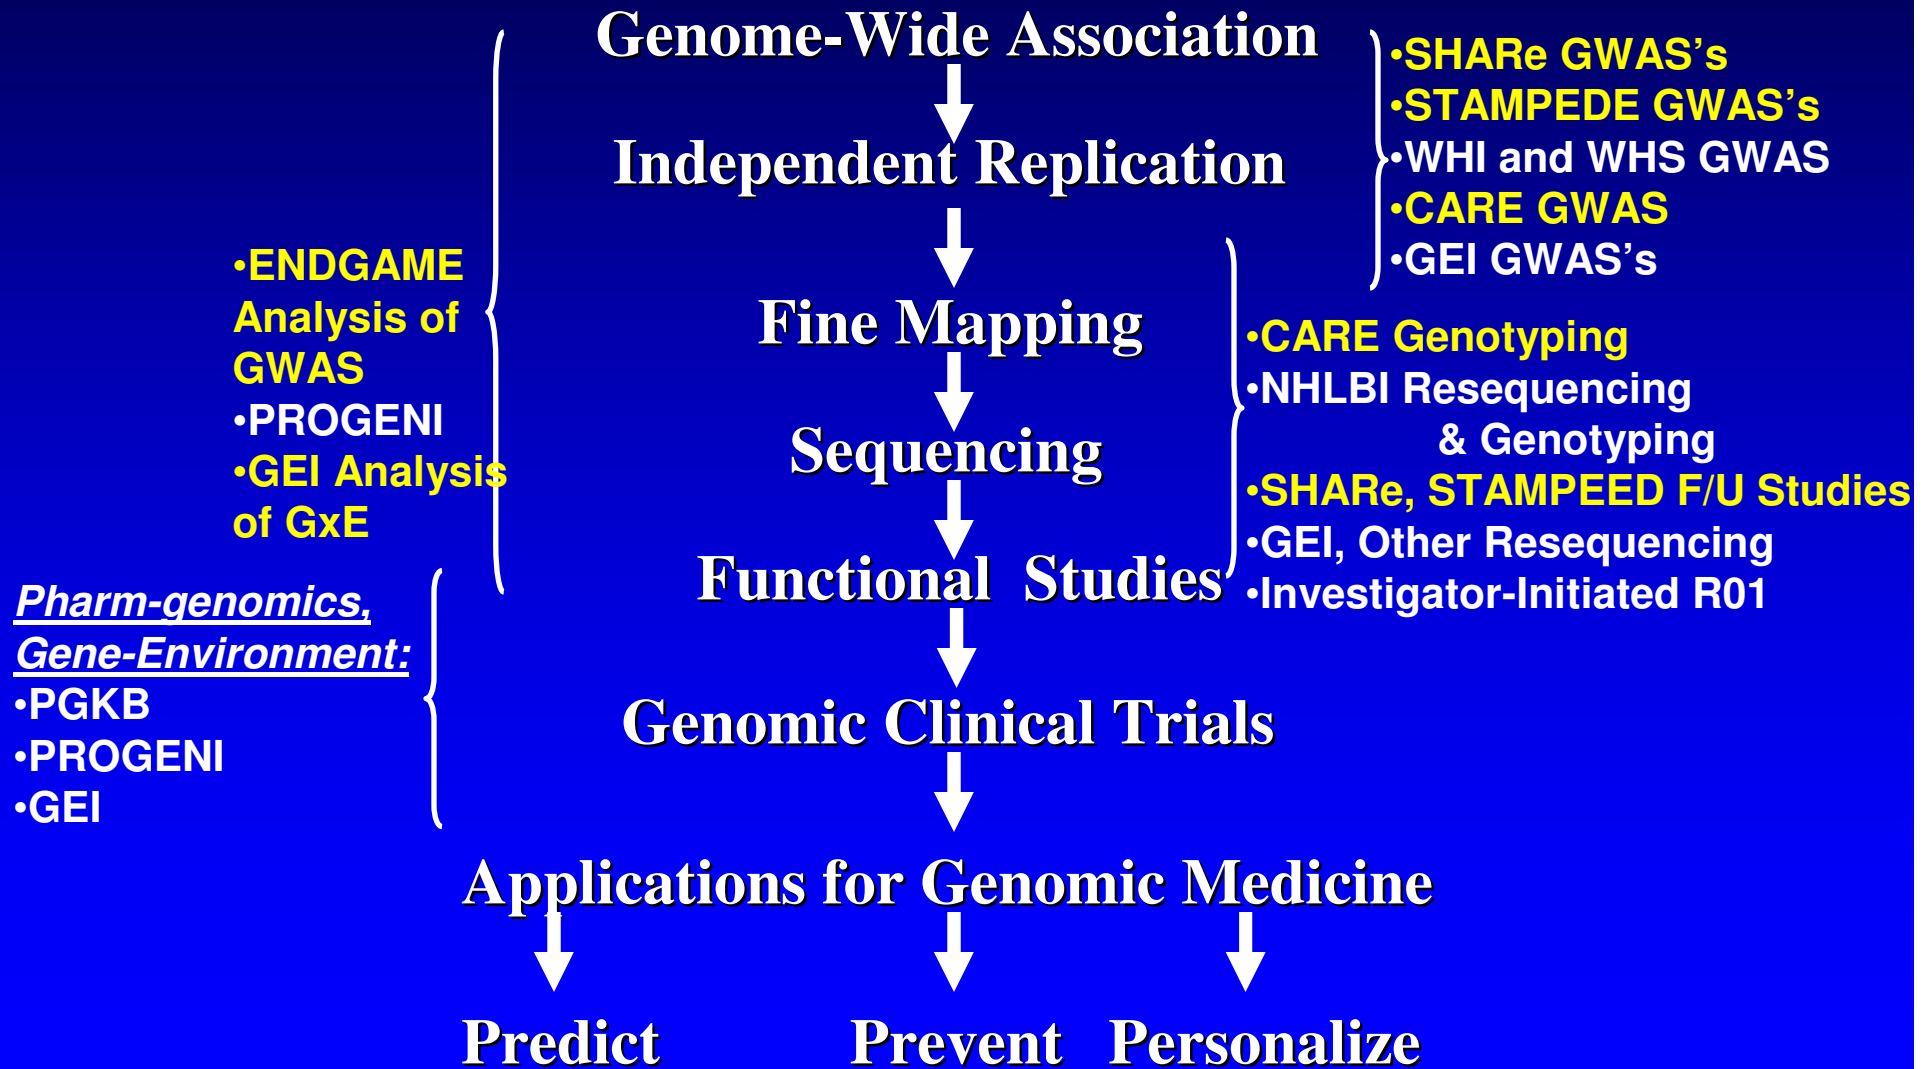 Genome-Wide Association
Independent Replication
Fine Mapping
Sequencing
Functional Studies
Genomic Clinical Trials
Applications for Genomic Medicine
Predict
Prevent
Personalize
•SHARe GWAS’s
•STAMPEDE GWAS’s
•WHI and WHS GWAS
•CARE GWAS
•GEI GWAS’s
•CARE Genotyping
•NHLBI Resequencing
& Genotyping
•SHARe, STAMPEED F/U Studies
•GEI, Other Resequencing
•Investigator-Initiated R01
•ENDGAME
Analysis of
GWAS
•PROGENI
•GEI Analysis
of GxE
Pharm-genomics,
Gene-Environment:
•PGKB
•PROGENI
•GEI